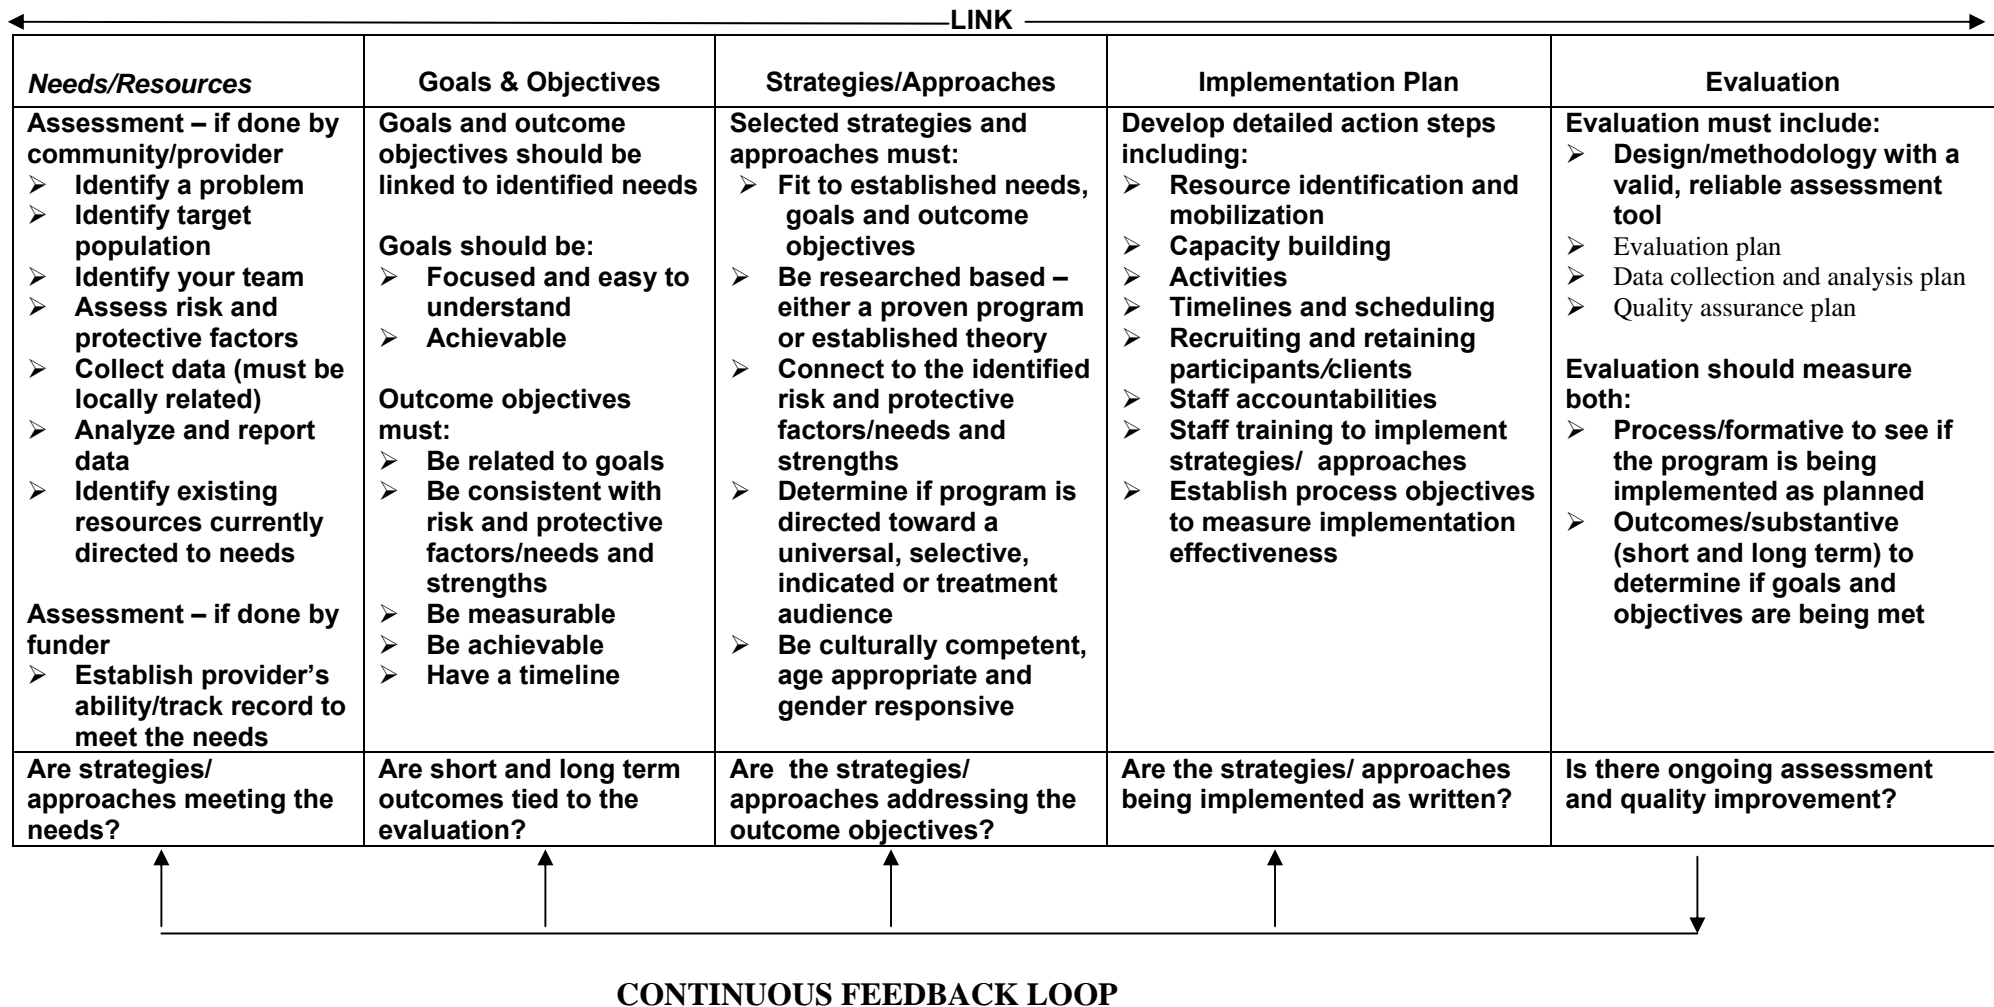 LINK
Needs/Resources
Goals & Objectives
Strategies/Approaches
Implementation Plan
Evaluation
Assessment – if done by
community/provider
➢ Identify a problem
➢ Identify target
population
➢ Identify your team
➢ Assess risk and
protective factors
➢ Collect data (must be
locally related)
➢ Analyze and report
data
➢ Identify existing
resources currently
directed to needs
Assessment – if done by
funder
➢ Establish provider’s
ability/track record to
meet the needs
Goals and outcome
objectives should be
linked to identified needs
Goals should be:
➢ Focused and easy to
understand
➢ Achievable
Outcome objectives
must:
➢ Be related to goals
➢ Be consistent with
risk and protective
factors/needs and
strengths
➢ Be measurable
➢ Be achievable
➢ Have a timeline
Selected strategies and
approaches must:
➢ Fit to established needs,
goals and outcome
objectives
➢ Be researched based –
either a proven program
or established theory
➢ Connect to the identified
risk and protective
factors/needs and
strengths
➢ Determine if program is
directed toward a
universal, selective,
indicated or treatment
audience
➢ Be culturally competent,
age appropriate and
gender responsive
Develop detailed action steps
including:
➢ Resource identification and
mobilization
➢ Capacity building
➢ Activities
➢ Timelines and scheduling
➢ Recruiting and retaining
participants/clients
➢ Staff accountabilities
➢ Staff training to implement
strategies/ approaches
➢ Establish process objectives
to measure implementation
effectiveness
Evaluation must include:
➢ Design/methodology with a
valid, reliable assessment
tool
➢ Evaluation plan
➢ Data collection and analysis plan
➢ Quality assurance plan
Evaluation should measure
both:
➢ Process/formative to see if
the program is being
implemented as planned
➢ Outcomes/substantive
(short and long term) to
determine if goals and
objectives are being met
Are strategies/
approaches meeting the
needs?
Are short and long term
outcomes tied to the
evaluation?
Are the strategies/
approaches addressing the
outcome objectives?
Are the strategies/ approaches
being implemented as written?
Is there ongoing assessment
and quality improvement?
CONTINUOUS FEEDBACK LOOP